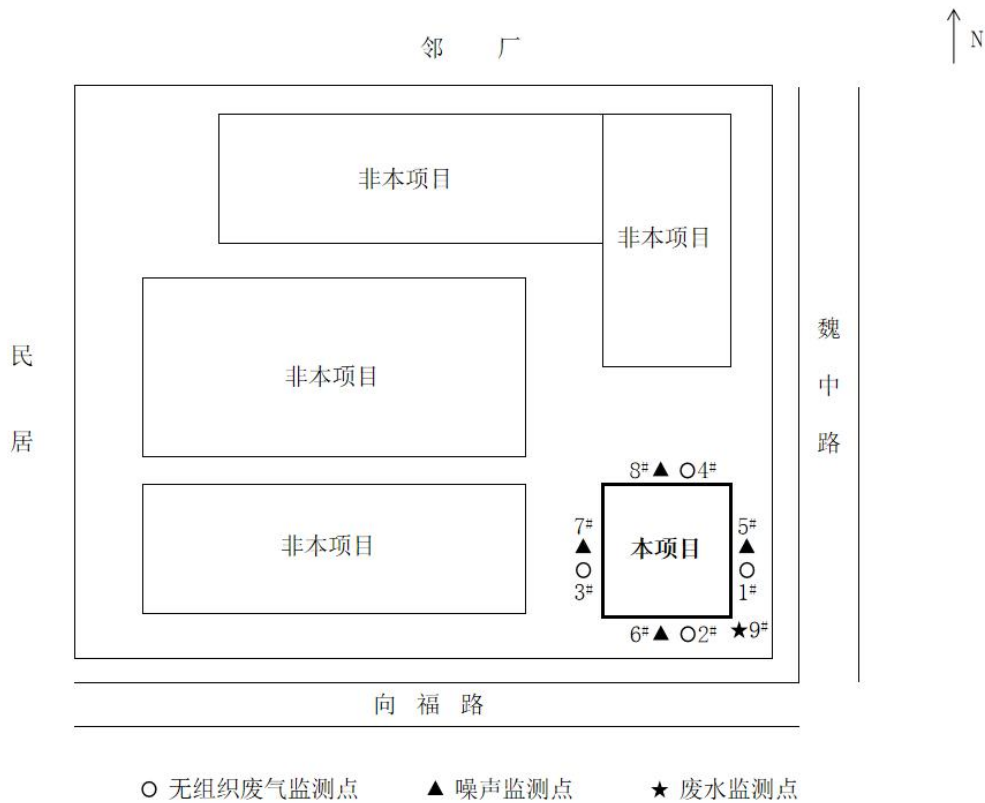 N
邻 厂
非本项目
非本项目
魏中路
民居
非本项目
8# 4#
7# 5#
非本项目
本项目
3# 1#
6# 2# 9#
向福路
无组织废气监测点 噪声监测点 废水监测点